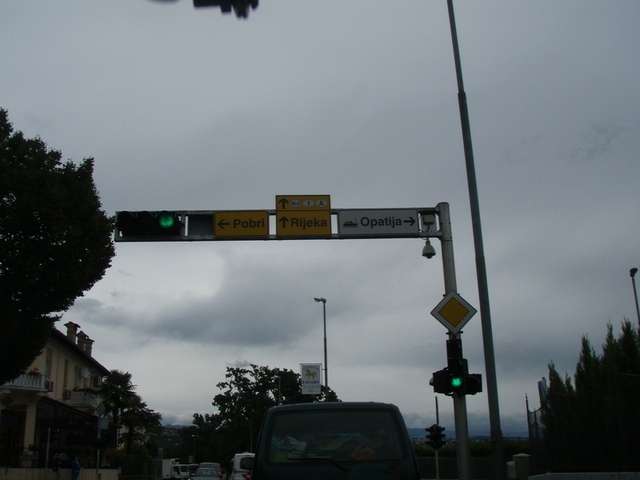 ← Pobri
↑ Rijeka
Opatija →